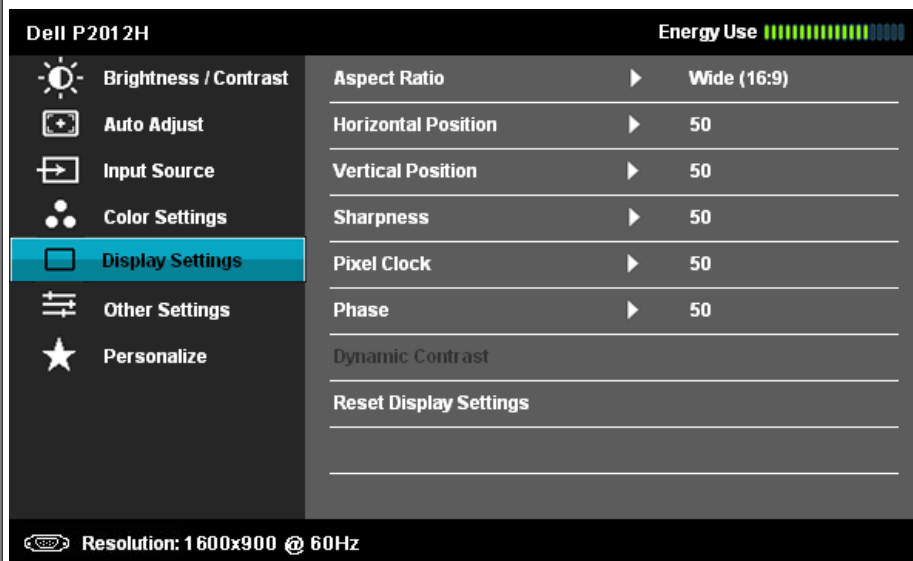 Dell P2012H Energy Use
Brightness / Contrast Aspect Ratio Wide (16:9)
Auto Adjust Horizontal Position 50
Input Source Vertical Position 50
Color Settings Sharpness 50
Display Settings Pixel Clock 50
Other Settings Phase 50
Personalize Dynamic Contrast
Reset Display Settings
Resolution: 1600x900 @ 60Hz